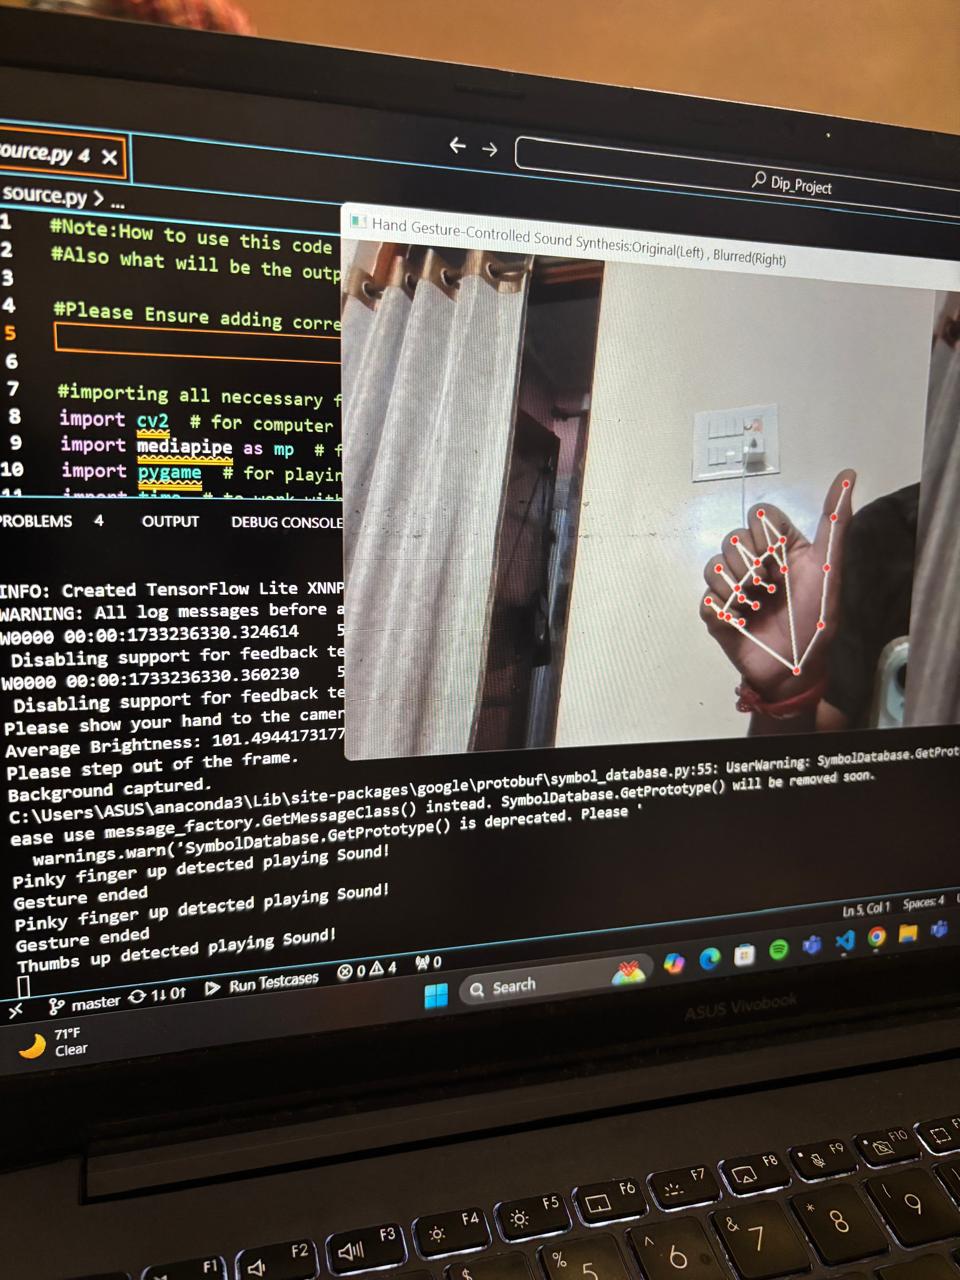 ource.py 4 ✕
← →
Dip_Project
source.py > ...
Hand Gesture-Controlled Sound Synthesis:Original(Left) , Blurred(Right)
1 #Note:How to use this code
2 #Also what will be the outp
3
4 #Please Ensure adding corre
5
6
7 #importing all neccessary f
8 import cv2 # for computer
9 import mediapipe as mp # f
10 import pygame # for playin
11 import time # to work with
PROBLEMS 4 OUTPUT DEBUG CONSOLE
INFO: Created TensorFlow Lite XNNP
WARNING: All log messages before a
W0000 00:00:1733236330.324614 5
Disabling support for feedback te
W0000 00:00:1733236330.360230 5
Disabling support for feedback te
Please show your hand to the camer
Average Brightness: 101.4944173177
Please step out of the frame.
Background captured.
C:\Users\ASUS\anaconda3\Lib\site-packages\google\protobuf\symbol_database.py:55: UserWarning: SymbolDatabase.GetProt
ease use message_factory.GetMessageClass() instead. SymbolDatabase.GetPrototype() will be removed soon.
warnings.warn('SymbolDatabase.GetPrototype() is deprecated. Please '
Pinky finger up detected playing Sound!
Gesture ended
Pinky finger up detected playing Sound!
Gesture ended
Thumbs up detected playing Sound!
Ln 5, Col 1 Spaces: 4
master 1↓ 0↑ Run Testcases 0 4 0
Search
71°F
Clear
ASUS Vivobook
F1 F2 F3 F4 F5 F6 F7 F8 F9 F10
$ % 5 ^ 6 & 7 * 8 ( 9